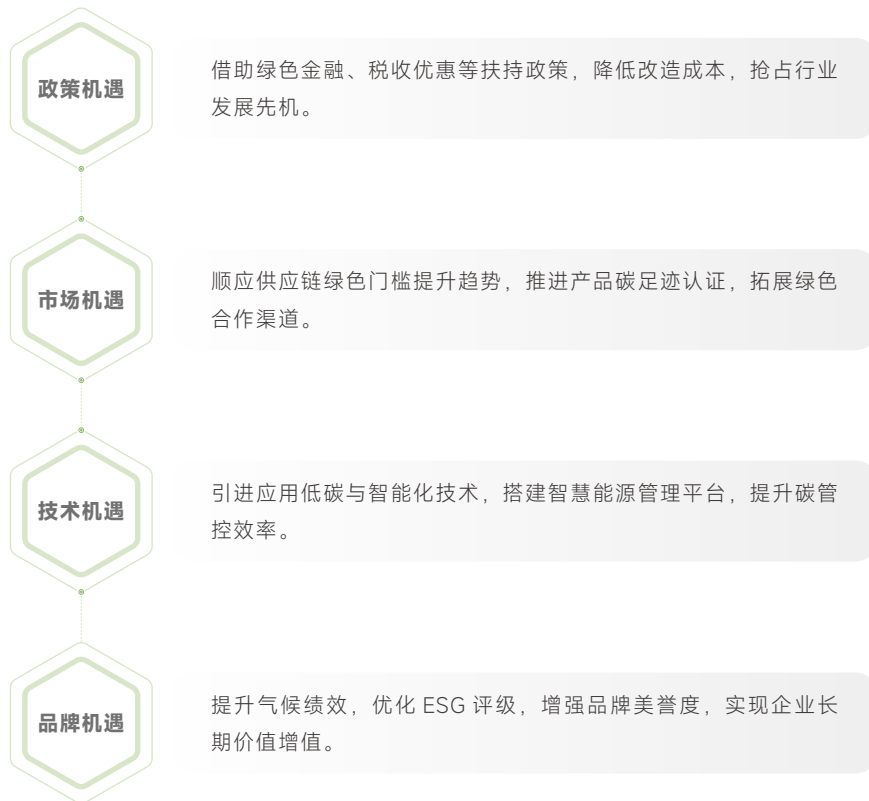 政策机遇
借助绿色金融、税收优惠等扶持政策，降低改造成本，抢占行业
发展先机。
市场机遇
顺应供应链绿色门槛提升趋势，推进产品碳足迹认证，拓展绿色
合作渠道。
技术机遇
引进应用低碳与智能化技术，搭建智慧能源管理平台，提升碳管
控效率。
品牌机遇
提升气候绩效，优化 ESG 评级，增强品牌美誉度，实现企业长
期价值增值。